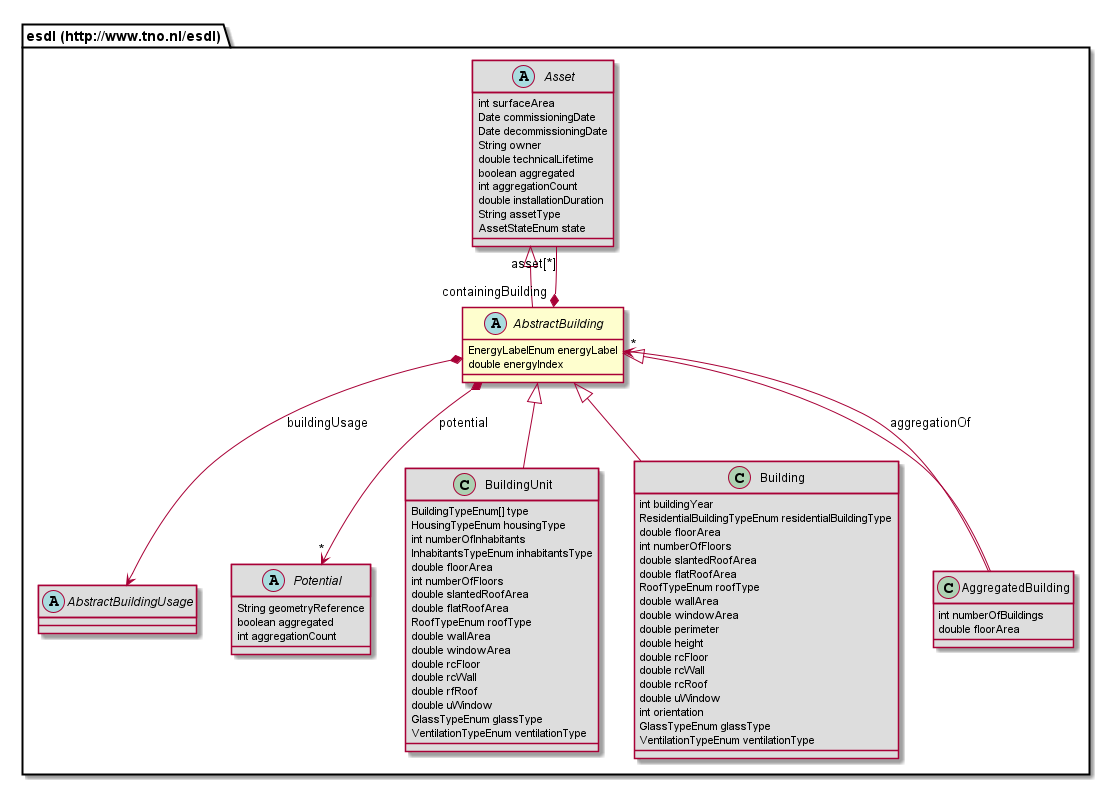 esdl (http://www.tno.nl/esdl)
A Asset
int surfaceArea
Date commissioningDate
Date decommissioningDate
String owner
double technicalLifetime
boolean aggregated
int aggregationCount
double installationDuration
String assetType
AssetStateEnum state
asset[*]
containingBuilding
A AbstractBuilding
EnergyLabelEnum energyLabel
double energyIndex
*
buildingUsage
potential
aggregationOf
*
A AbstractBuildingUsage
A Potential
String geometryReference
boolean aggregated
int aggregationCount
C BuildingUnit
BuildingTypeEnum[] type
HousingTypeEnum housingType
int numberOfInhabitants
InhabitantsTypeEnum inhabitantsType
double floorArea
int numberOfFloors
double slantedRoofArea
double flatRoofArea
RoofTypeEnum roofType
double wallArea
double windowArea
double rcFloor
double rcWall
double rfRoof
double uWindow
GlassTypeEnum glassType
VentilationTypeEnum ventilationType
C Building
int buildingYear
ResidentialBuildingTypeEnum residentialBuildingType
double floorArea
int numberOfFloors
double slantedRoofArea
double flatRoofArea
RoofTypeEnum roofType
double wallArea
double windowArea
double perimeter
double height
double rcFloor
double rcWall
double rcRoof
double uWindow
int orientation
GlassTypeEnum glassType
VentilationTypeEnum ventilationType
C AggregatedBuilding
int numberOfBuildings
double floorArea